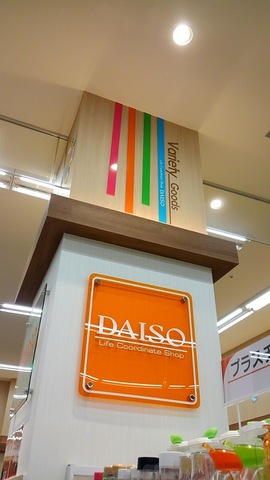 Variety Goods
DAISO
Life Coordinate Shop
プラス